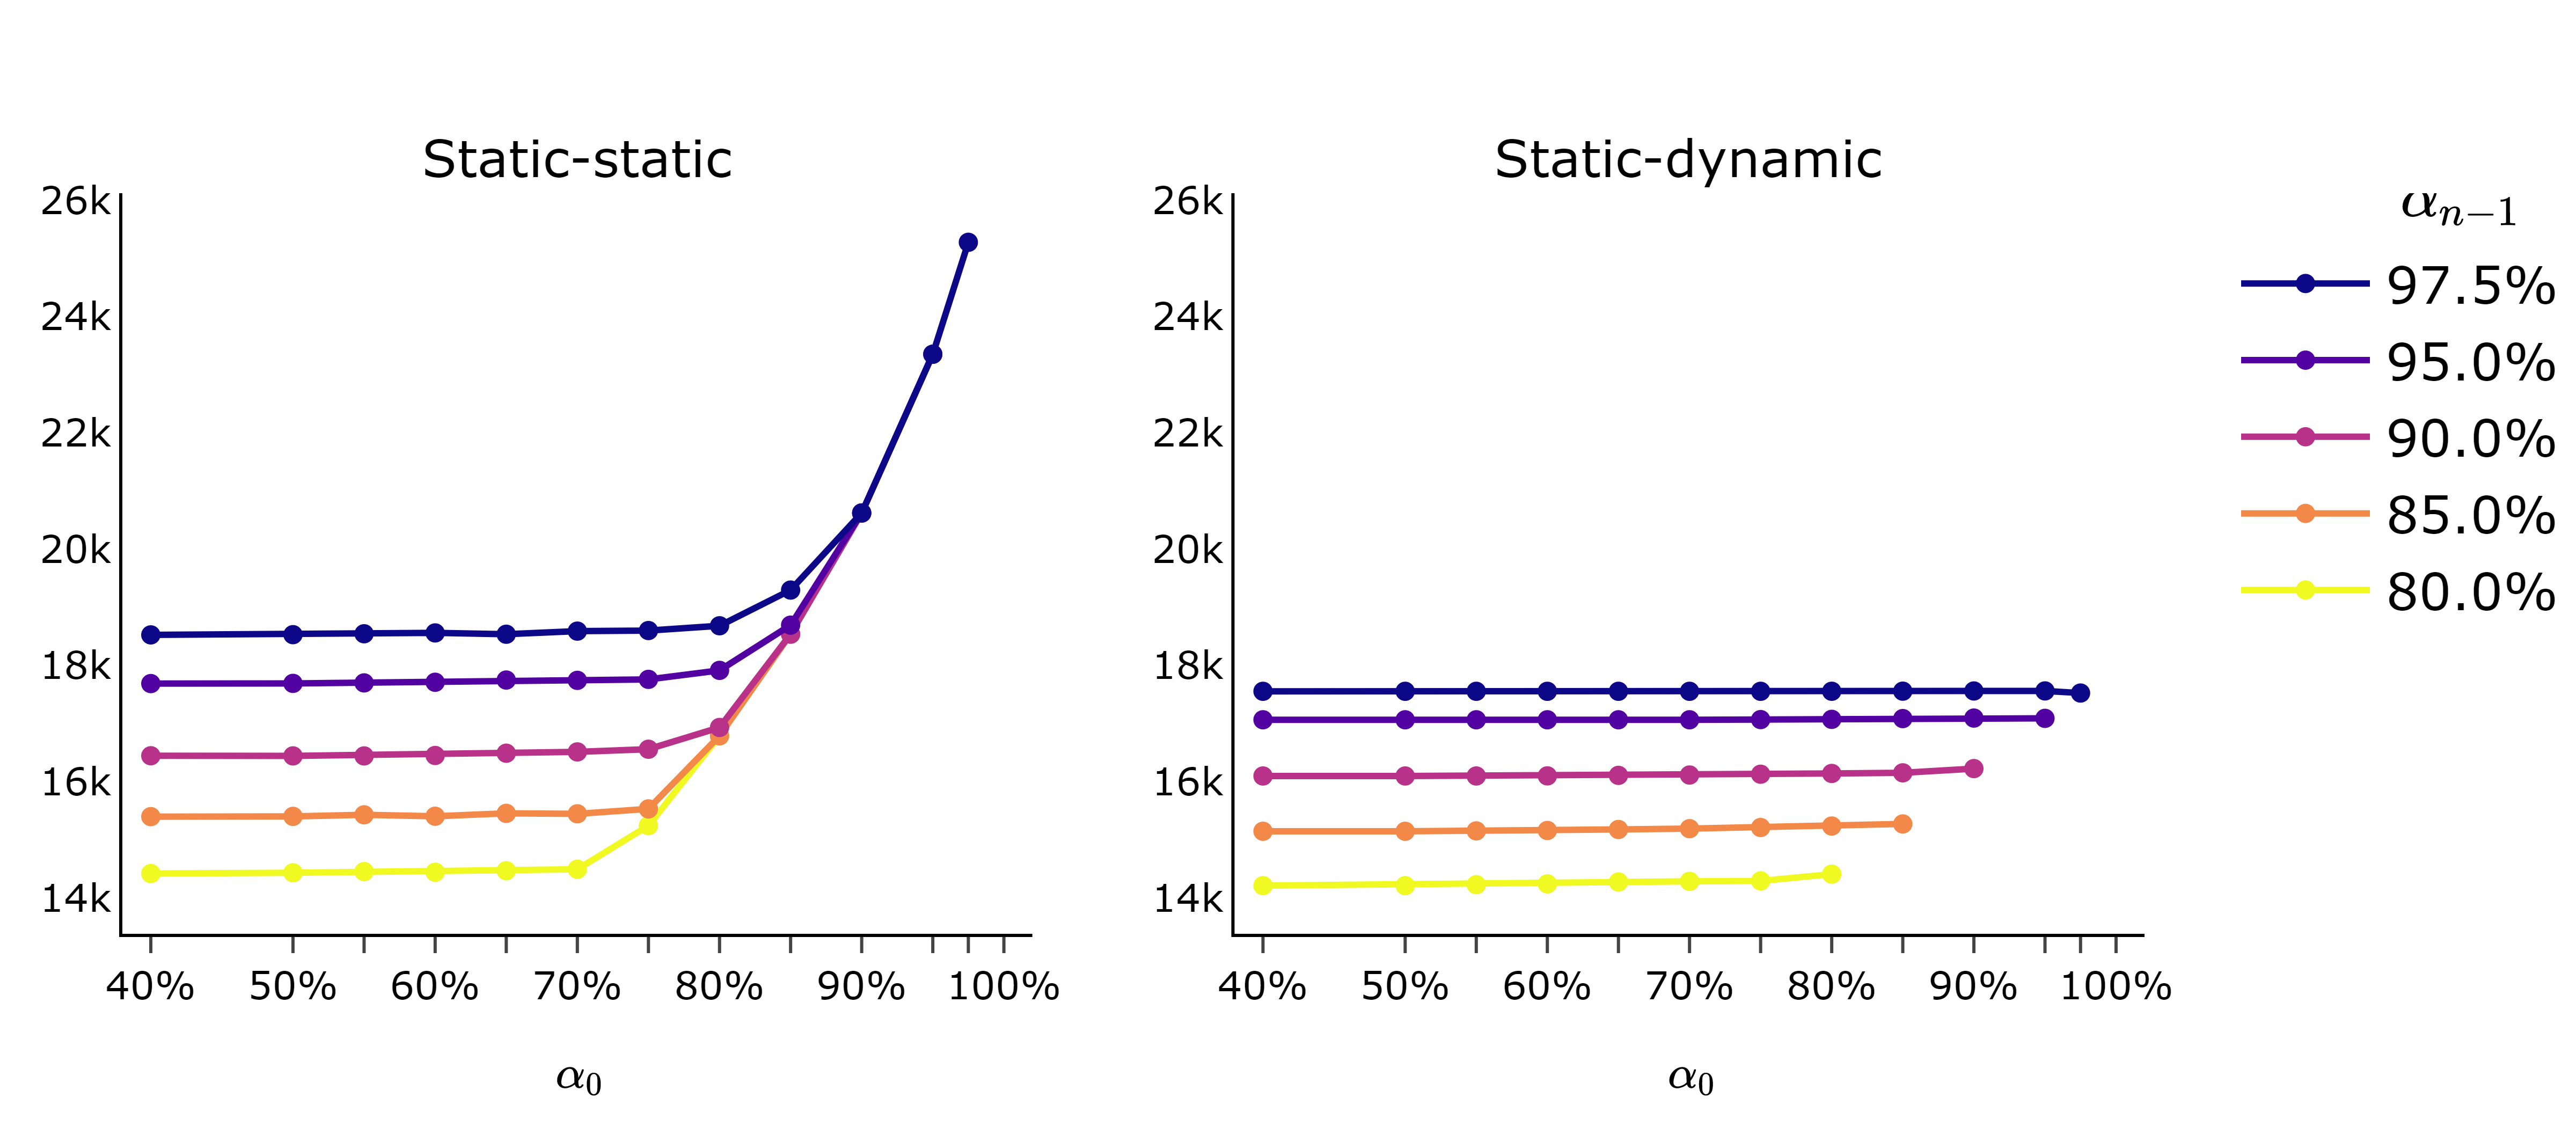 Static-static
26k
24k
22k
20k
18k
16k
14k
40% 50% 60% 70% 80% 90% 100%
α0
Static-dynamic
26k
24k
22k
20k
18k
16k
14k
40% 50% 60% 70% 80% 90% 100%
α0
αn−1
97.5%
95.0%
90.0%
85.0%
80.0%